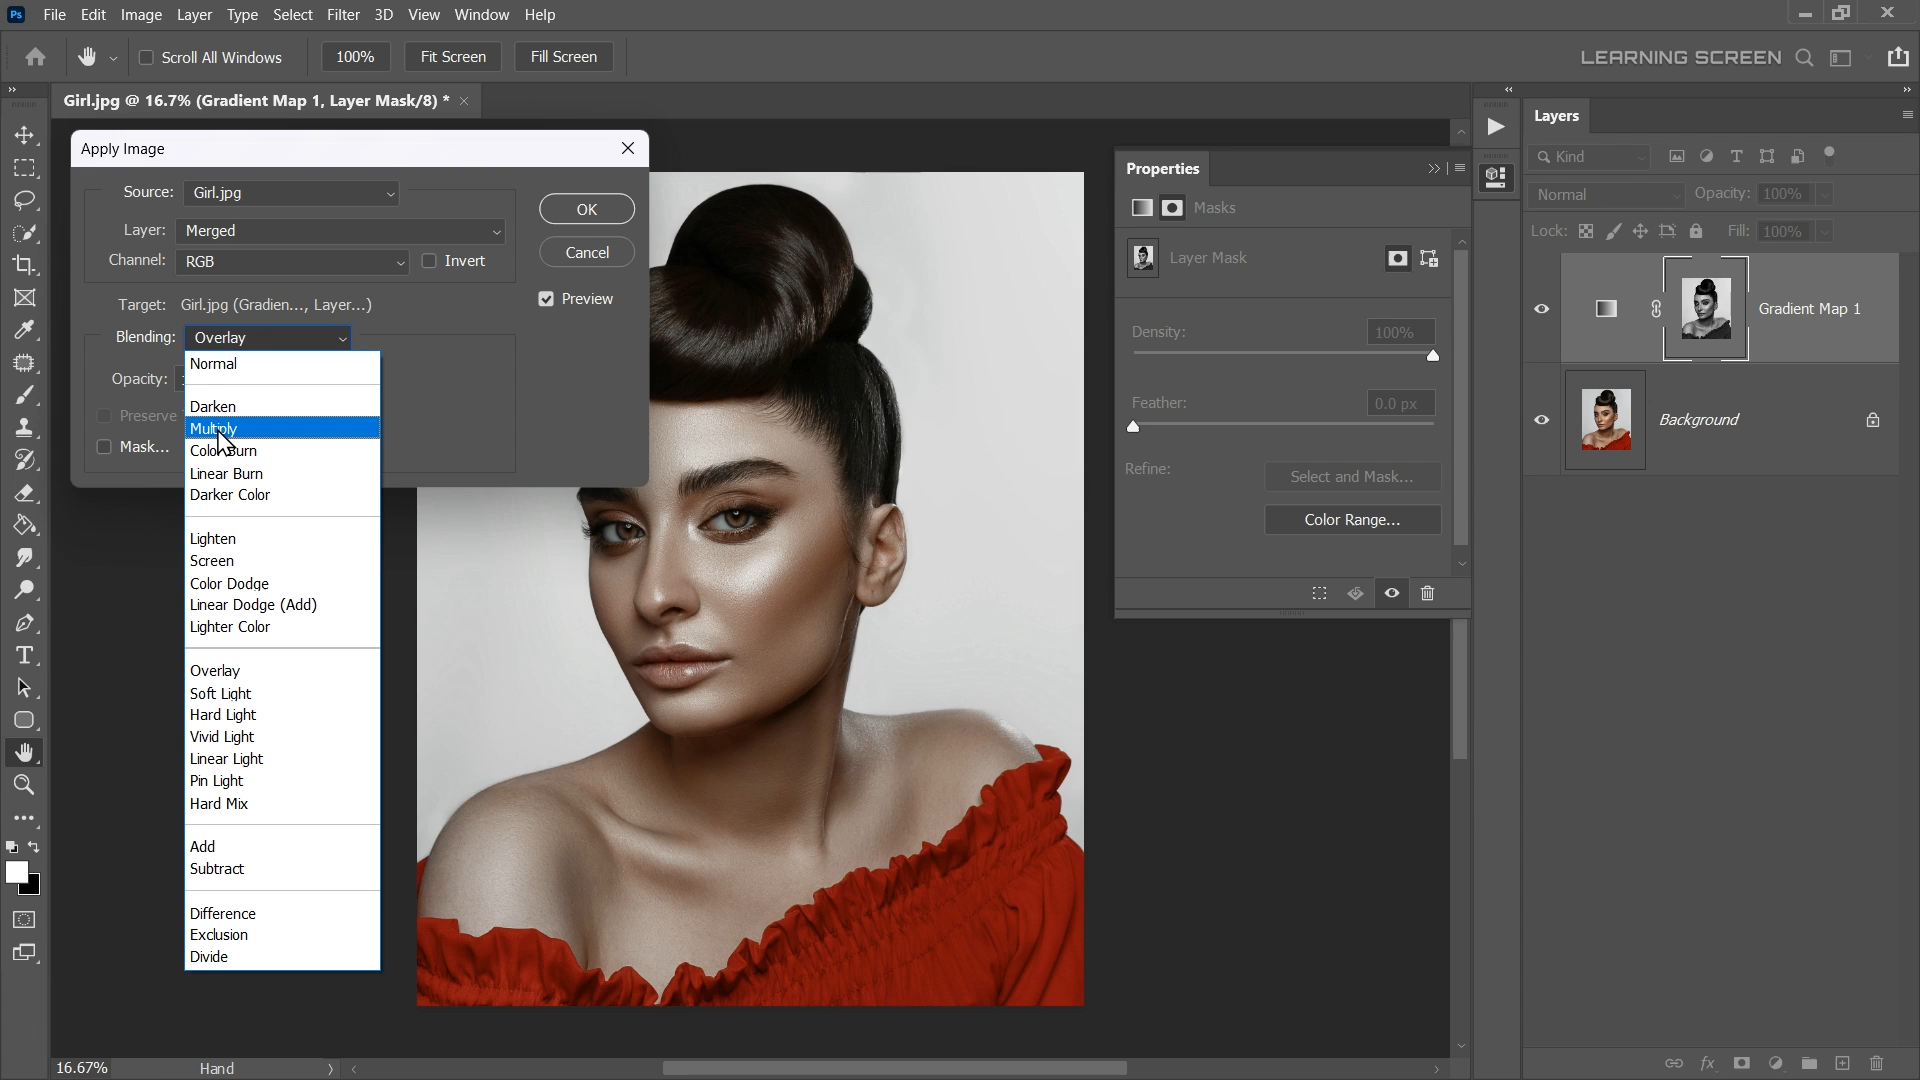 Ps File Edit Image Layer Type Select Filter 3D View Window Help
Scroll All Windows 100% Fit Screen Fill Screen LEARNING SCREEN
Girl.jpg @ 16.7% (Gradient Map 1, Layer Mask/8) *
Apply Image
Source: Girl.jpg
Layer: Merged
Channel: RGB Invert
Target: Girl.jpg (Gradien..., Layer...)
Blending: Overlay
Opacity:
Preserve
Mask...
OK
Cancel
Preview
Normal
Darken
Multiply
Color Burn
Linear Burn
Darker Color
Lighten
Screen
Color Dodge
Linear Dodge (Add)
Lighter Color
Overlay
Soft Light
Hard Light
Vivid Light
Linear Light
Pin Light
Hard Mix
Add
Subtract
Difference
Exclusion
Divide
Properties
Masks
Layer Mask
Density: 100%
Feather: 0.0 px
Refine: Select and Mask...
Color Range...
Layers
Kind
Normal Opacity: 100%
Lock: Fill: 100%
Gradient Map 1
Background
16.67% Hand